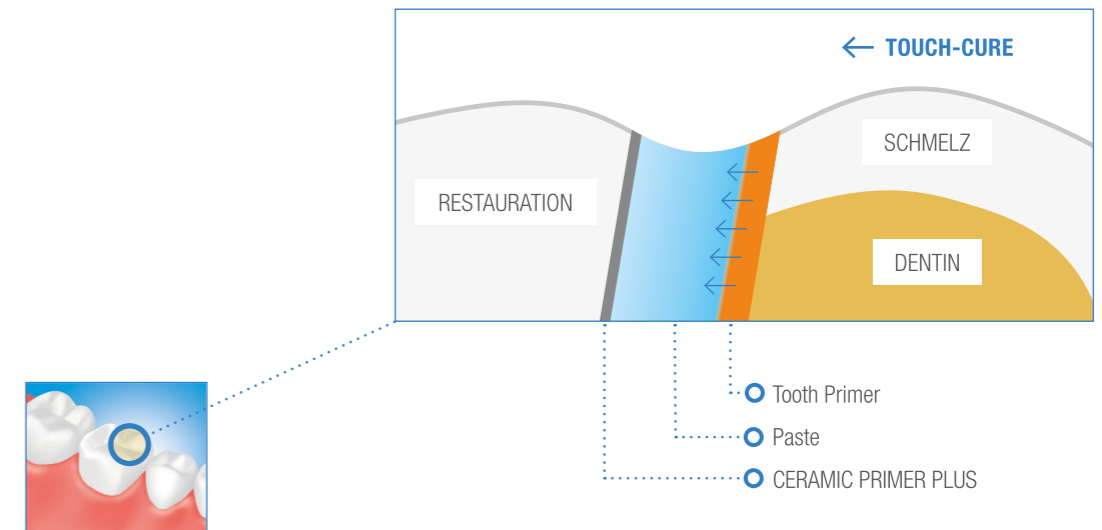 TOUCH-CURE
SCHMELZ
RESTAURATION
DENTIN
Tooth Primer
Paste
CERAMIC PRIMER PLUS